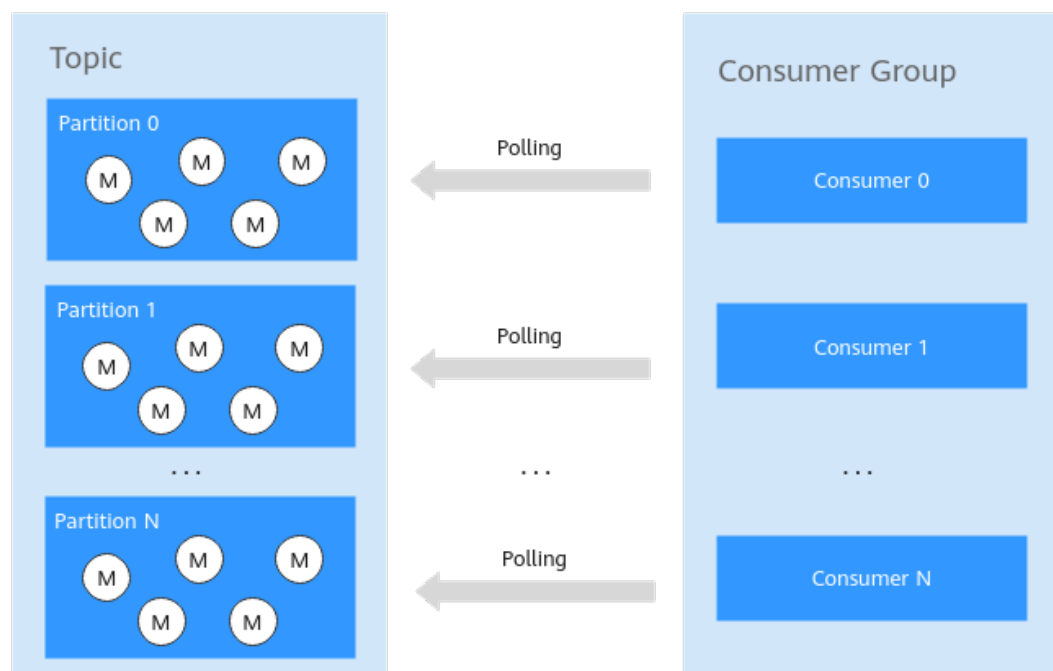 Topic
Consumer Group
Partition 0
M
M
M
M
M
Polling
Consumer 0
Partition 1
M
M
M
M
M
Polling
Consumer 1
...
...
...
Partition N
M
M
M
M
M
Polling
Consumer N